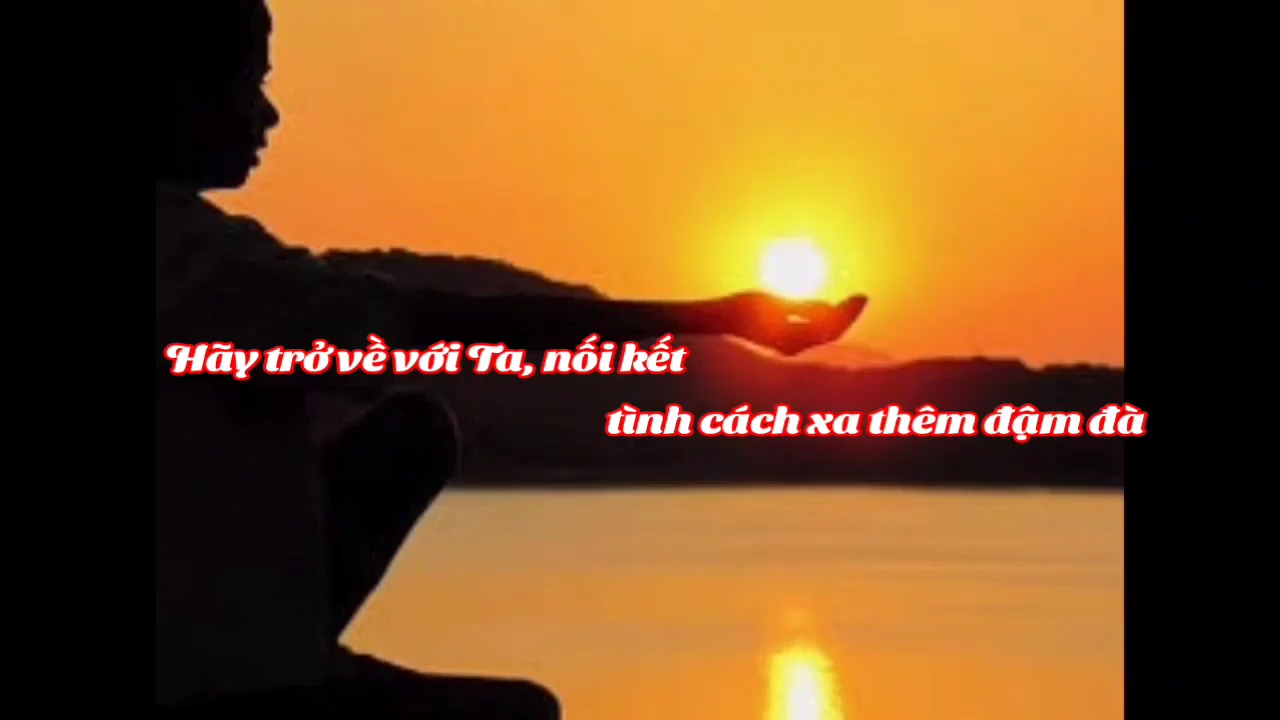 Hãy trở về với Ta, nối kết
tình cách xa thêm đậm đà